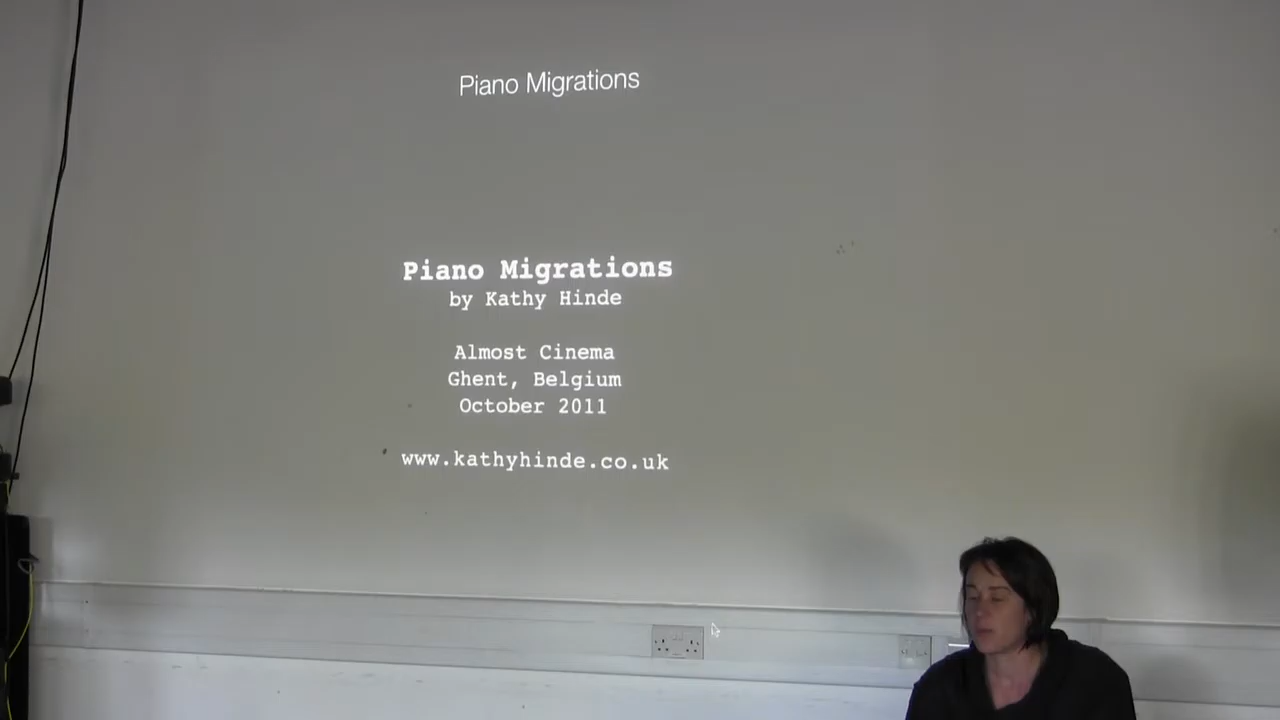 Piano Migrations
Piano Migrations
by Kathy Hinde
Almost Cinema
Ghent, Belgium
October 2011
www.kathyhinde.co.uk